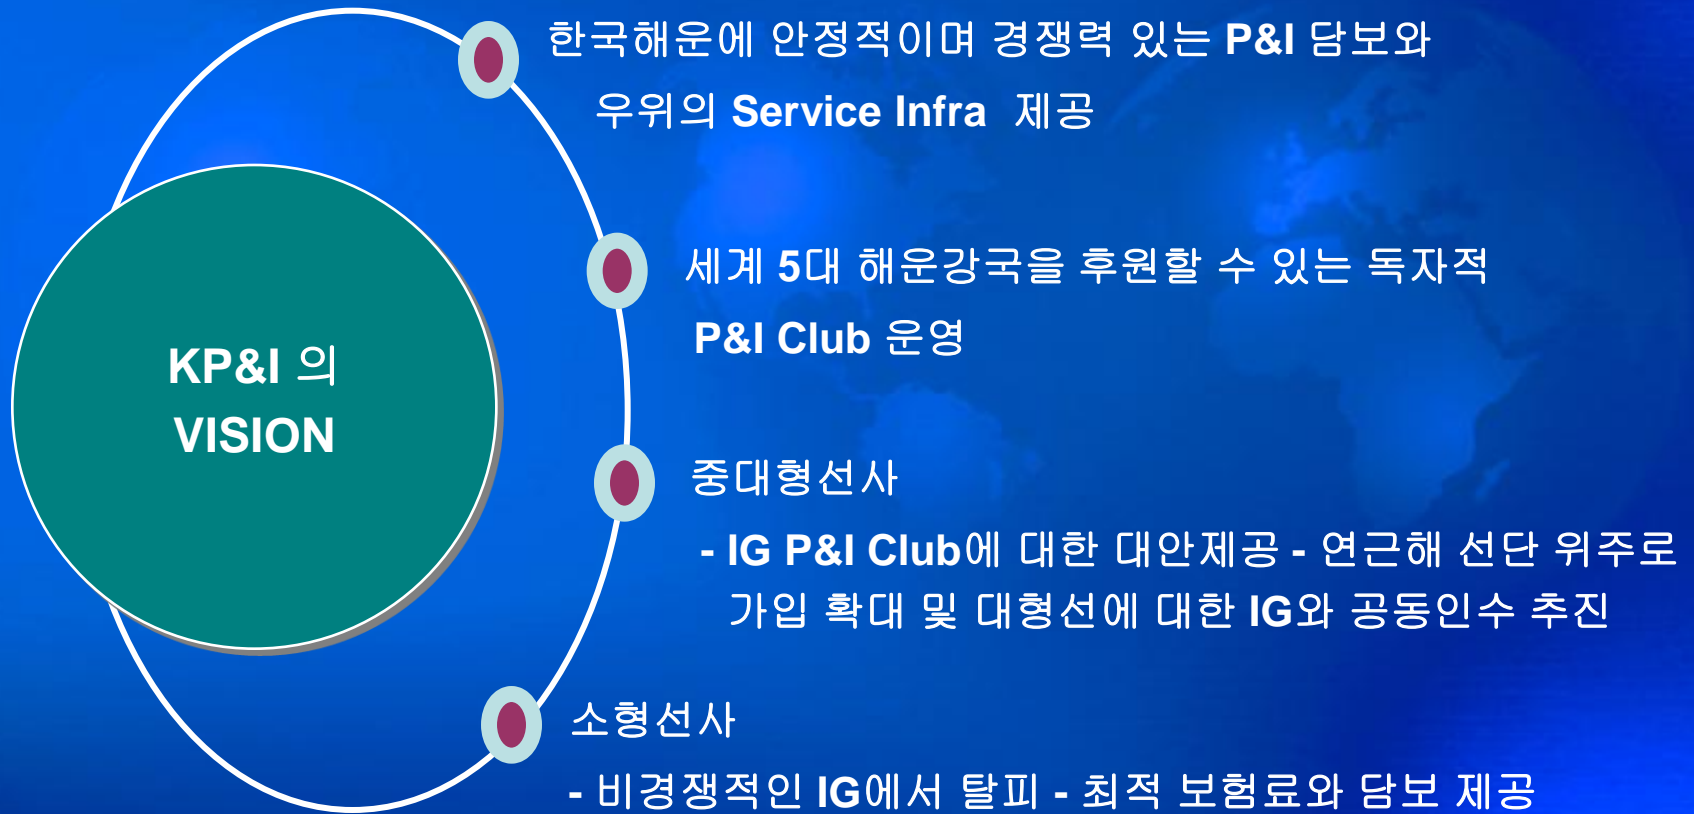 한국해운에 안정적이며 경쟁력 있는 P&I 담보와
우위의 Service Infra 제공
세계 5대 해운강국을 후원할 수 있는 독자적
P&I Club 운영
KP&I 의
VISION
중대형선사
- IG P&I Club에 대한 대안제공 - 연근해 선단 위주로
가입 확대 및 대형선에 대한 IG와 공동인수 추진
소형선사
- 비경쟁적인 IG에서 탈피 - 최적 보험료와 담보 제공